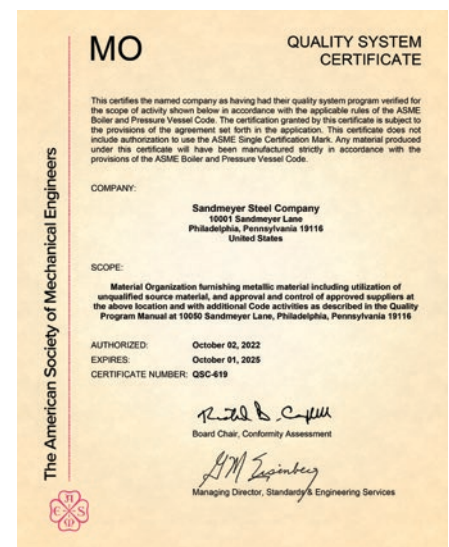 MO
QUALITY SYSTEM
CERTIFICATE
This certifies the named company as having had their quality system program verified for
the scope of activity shown below in accordance with the applicable rules of the ASME
Boiler and Pressure Vessel Code. The certification granted by this certificate is subject to
the provisions of the agreement set forth in the application. This certificate does not
include authorization to use the ASME Single Certification Mark. Any material produced
under this certificate will have been manufactured strictly in accordance with the
provisions of the ASME Boiler and Pressure Vessel Code.
COMPANY:
Sandmeyer Steel Company
10001 Sandmeyer Lane
Philadelphia, Pennsylvania 19116
United States
SCOPE:
Material Organization furnishing metallic material including utilization of
unqualified source material, and approval and control of approved suppliers at
the above location and with additional Code activities as described in the Quality
Program Manual at 10050 Sandmeyer Lane, Philadelphia, Pennsylvania 19116
AUTHORIZED: October 02, 2022
EXPIRES: October 01, 2025
CERTIFICATE NUMBER: QSC-619
Board Chair, Conformity Assessment
Managing Director, Standards & Engineering Services
The American Society of Mechanical Engineers